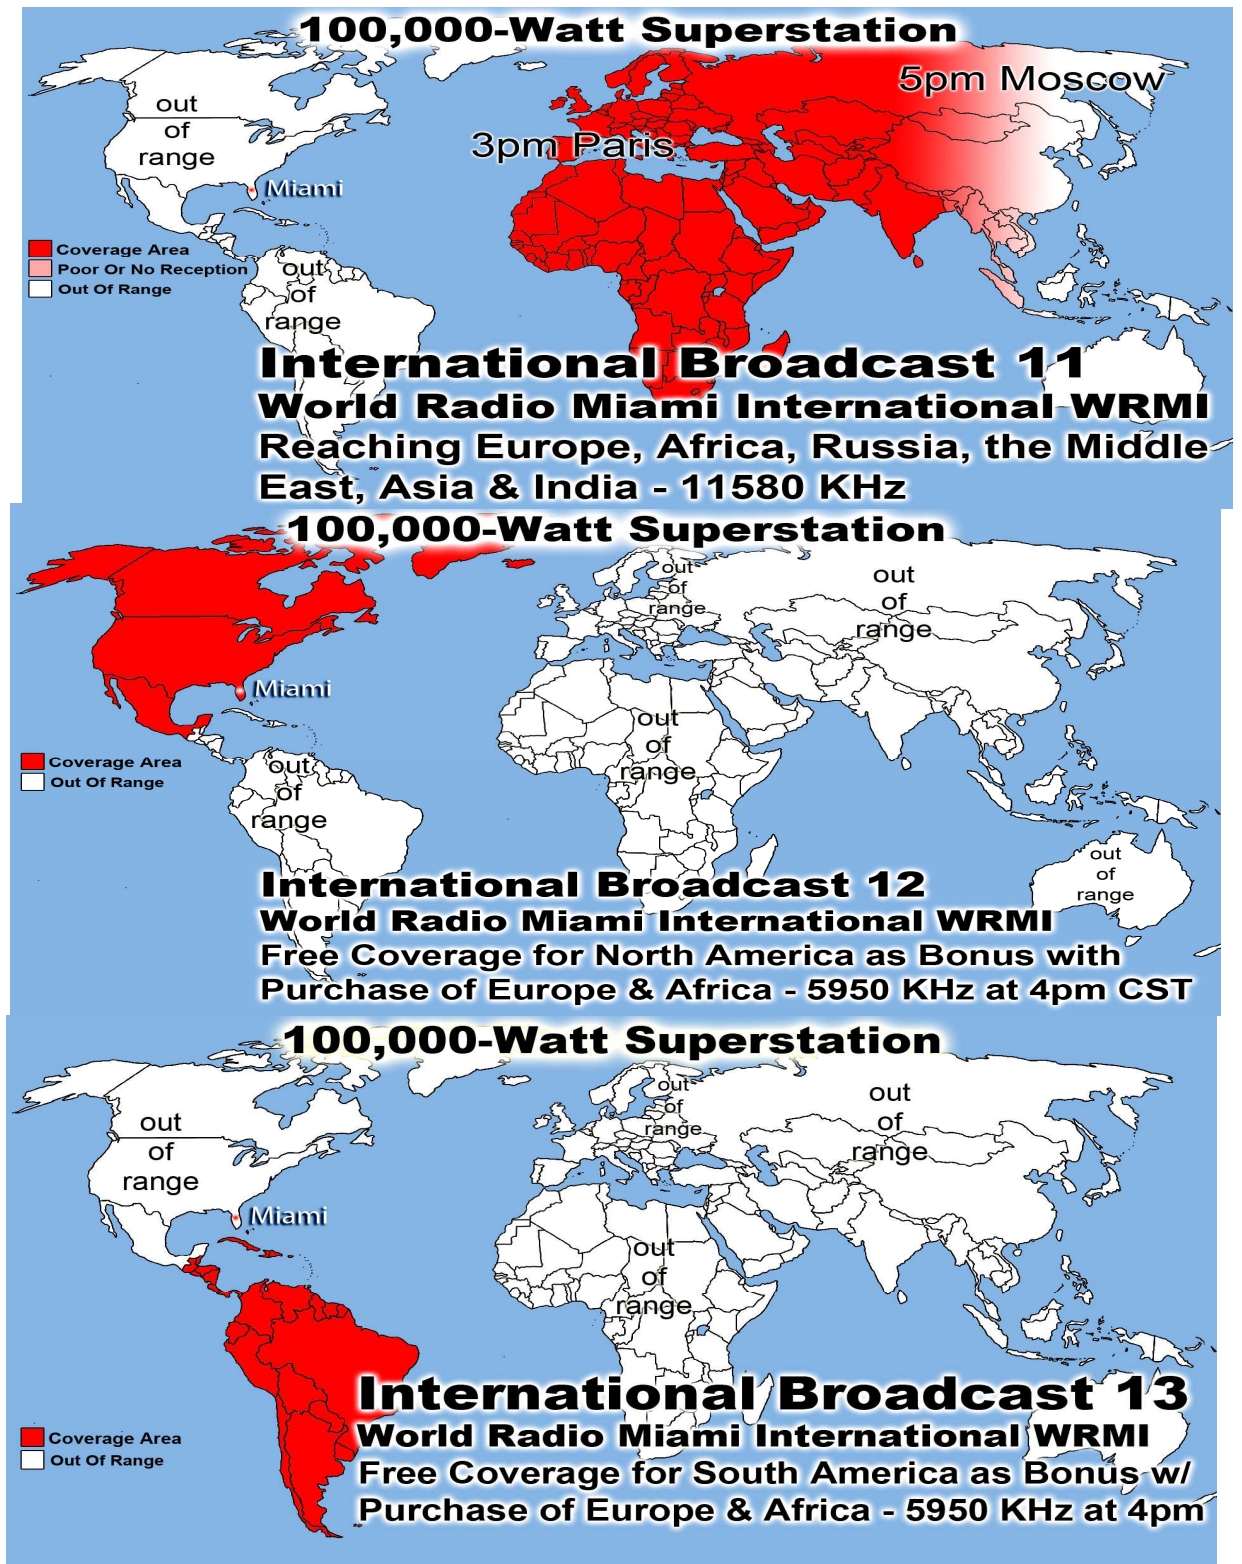 100,000-Watt Superstation
5pm Moscow
out
of
range
3pm Paris
Miami
Coverage Area
Poor Or No Reception
Out Of Range
out
of
range
International Broadcast 11
World Radio Miami International WRMI
Reaching Europe, Africa, Russia, the Middle
East, Asia & India - 11580 KHz
100,000-Watt Superstation
out
of
range
out
of
range
Miami
out
of
range
Coverage Area
Out Of Range
out
of
range
out
of
range
International Broadcast 12
World Radio Miami International WRMI
Free Coverage for North America as Bonus with
Purchase of Europe & Africa - 5950 KHz at 4pm CST
100,000-Watt Superstation
out
of
range
out
of
range
out
of
range
Miami
out
of
range
International Broadcast 13
Coverage Area
Out Of Range
World Radio Miami International WRMI
Free Coverage for South America as Bonus w/
Purchase of Europe & Africa - 5950 KHz at 4pm